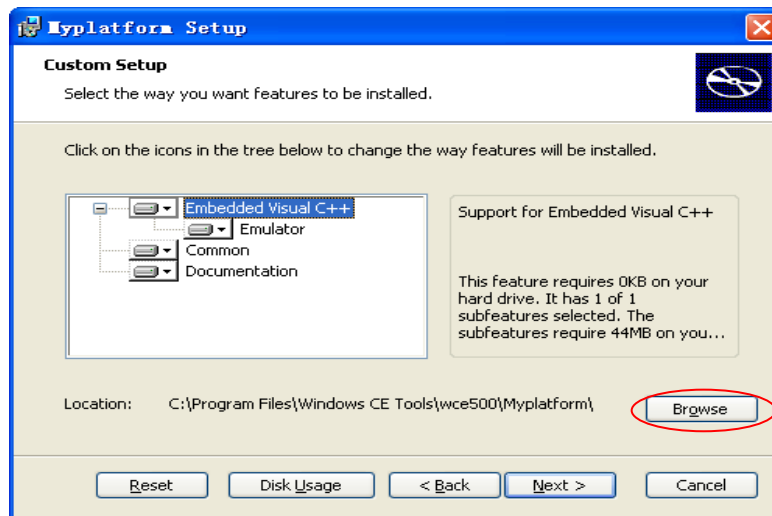 Myplatform Setup
Custom Setup
Select the way you want features to be installed.
Click on the icons in the tree below to change the way features will be installed.
Embedded Visual C++
Emulator
Common
Documentation
Support for Embedded Visual C++
This feature requires 0KB on your
hard drive. It has 1 of 1
subfeatures selected. The
subfeatures require 44MB on you...
Location: C:\Program Files\Windows CE Tools\wce500\Myplatform\
Browse
Reset Disk Usage < Back Next > Cancel